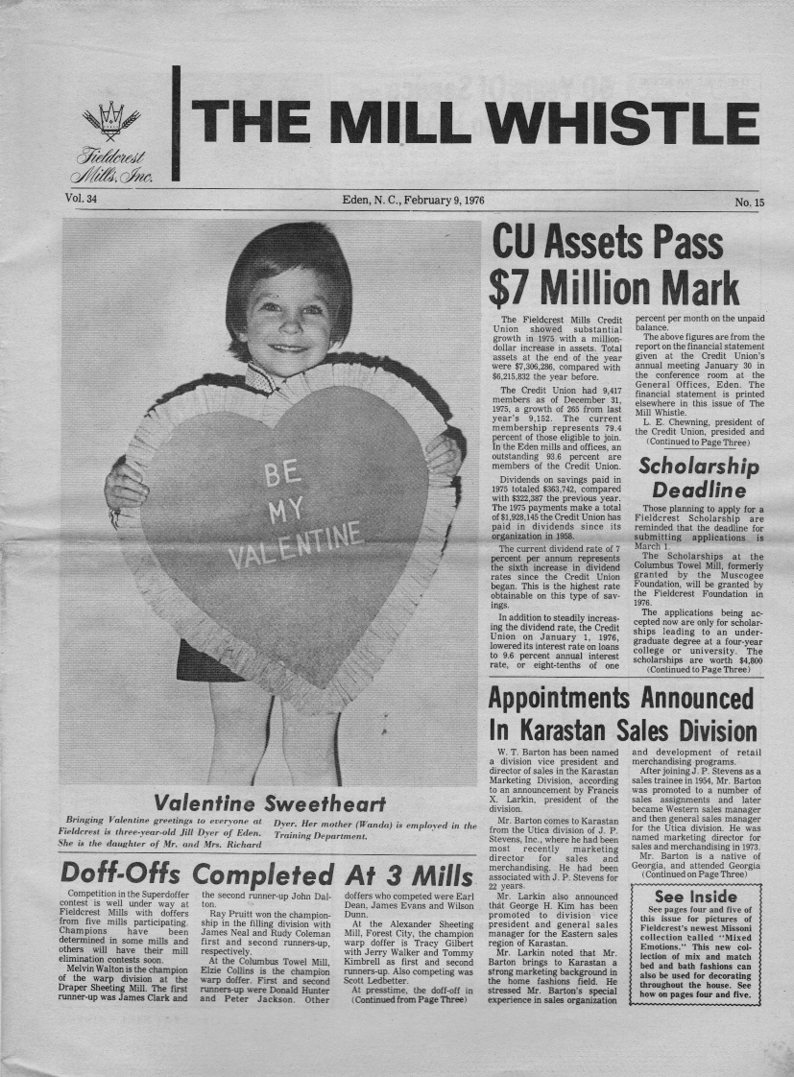 Fieldcrest
Mills, Inc.
THE MILL WHISTLE
Vol. 34
Eden, N. C., February 9, 1976
No. 15
BE
MY
VALENTINE
Valentine Sweetheart
Bringing Valentine greetings to everyone at
Fieldcrest is three-year-old Jill Dyer of Eden.
She is the daughter of Mr. and Mrs. Richard
Dyer. Her mother (Wanda) is employed in the
Training Department.
CU Assets Pass
$7 Million Mark
The Fieldcrest Mills Credit
Union showed substantial
growth in 1975 with a million-
dollar increase in assets. Total
assets at the end of the year
were $7,306,286, compared with
$6,215,832 the year before.
The Credit Union had 9,417
members as of December 31,
1975, a growth of 265 from last
year's 9,152. The current
membership represents 79.4
percent of those eligible to join.
In the Eden mills and offices, an
outstanding 93.6 percent are
members of the Credit Union.
Dividends on savings paid in
1975 totaled $363,742, compared
with $322,387 the previous year.
The 1975 payments make a total
of $1,928,145 the Credit Union has
paid in dividends since its
organization in 1958.
The current dividend rate of 7
percent per annum represents
the sixth increase in dividend
rates since the Credit Union
began. This is the highest rate
obtainable on this type of sav-
ings.
In addition to steadily increas-
ing the dividend rate, the Credit
Union on January 1, 1976,
lowered its interest rate on loans
to 9.6 percent annual interest
rate, or eight-tenths of one
percent per month on the unpaid
balance.
The above figures are from the
report on the financial statement
given at the Credit Union's
annual meeting January 30 in
the conference room at the
General Offices, Eden. The
financial statement is printed
elsewhere in this issue of The
Mill Whistle.
L. E. Chewning, president of
the Credit Union, presided and
(Continued to Page Three)
Scholarship
Deadline
Those planning to apply for a
Fieldcrest Scholarship are
reminded that the deadline for
submitting applications is
March 1.
The Scholarships at the
Columbus Towel Mill, formerly
granted by the Muscogee
Foundation, will be granted by
the Fieldcrest Foundation in
1976.
The applications being ac-
cepted now are only for scholar-
ships leading to an under-
graduate degree at a four-year
college or university. The
scholarships are worth $4,800
(Continued to Page Three)
Appointments Announced
In Karastan Sales Division
W. T. Barton has been named
a division vice president and
director of sales in the Karastan
Marketing Division, according
to an announcement by Francis
X. Larkin, president of the
division.
Mr. Barton comes to Karastan
from the Utica division of J. P.
Stevens, Inc., where he had been
most recently marketing
director for sales and
merchandising. He had been
associated with J. P. Stevens for
22 years.
Mr. Larkin also announced
that George H. Kim has been
promoted to division vice
president and general sales
manager for the Eastern sales
region of Karastan.
Mr. Larkin noted that Mr.
Barton brings to Karastan a
strong marketing background in
the home fashions field. He
stressed Mr. Barton's special
experience in sales organization
and development of retail
merchandising programs.
After joining J. P. Stevens as a
sales trainee in 1954, Mr. Barton
was promoted to a number of
sales assignments and later
became Western sales manager
and then general sales manager
for the Utica division. He was
named marketing director for
sales and merchandising in 1973.
Mr. Barton is a native of
Georgia, and attended Georgia
(Continued on Page Three)
See Inside
See pages four and five of
this issue for pictures of
Fieldcrest's newest Missoni
collection called "Mixed
Emotions." This new col-
lection of mix and match
bed and bath fashions can
also be used for decorating
throughout the house. See
how on pages four and five.
Doff-Offs Completed At 3 Mills
Competition in the Superdoffer
contest is well under way at
Fieldcrest Mills with doffers
from five mills participating.
Champions have been
determined in some mills and
others will have their mill
elimination contests soon.
Melvin Walton is the champion
of the warp division at the
Draper Sheeting Mill. The first
runner-up was James Clark and
the second runner-up John Dal-
ton.
Ray Pruitt won the champion-
ship in the filling division with
James Neal and Rudy Coleman
first and second runners-up,
respectively.
At the Columbus Towel Mill,
Elzie Collins is the champion
warp doffer. First and second
runners-up were Donald Hunter
and Peter Jackson. Other
doffers who competed were Earl
Dean, James Evans and Wilson
Dunn.
At the Alexander Sheeting
Mill, Forest City, the champion
warp doffer is Tracy Gilbert
with Jerry Walker and Tommy
Kimbrell as first and second
runners-up. Also competing was
Scott Ledbetter.
At presstime, the doff-off in
(Continued from Page Three)